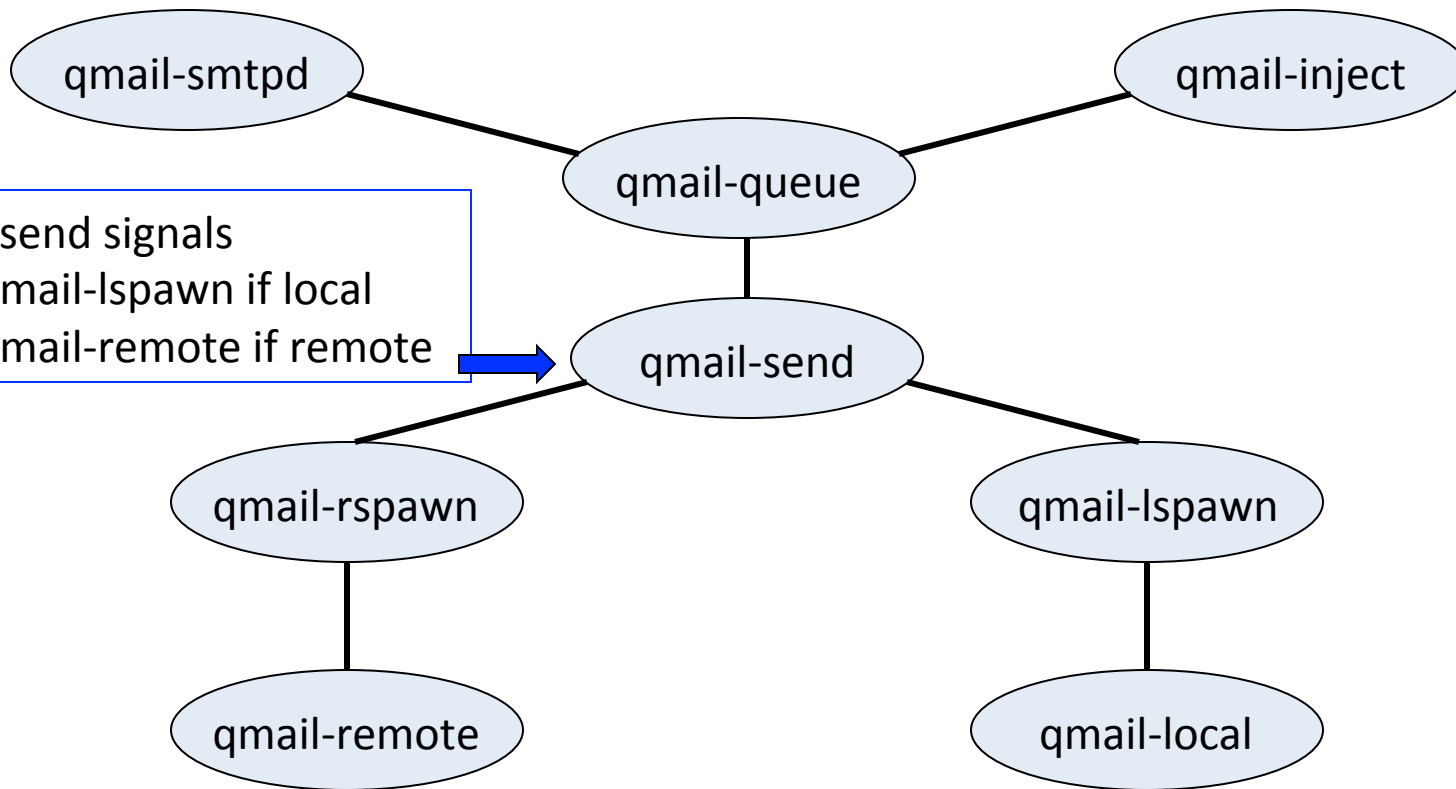 qmail-smtpd
qmail-inject
qmail-queue
send signals
mail-lspawn if local
mail-remote if remote
qmail-send
qmail-rspawn
qmail-lspawn
qmail-remote
qmail-local